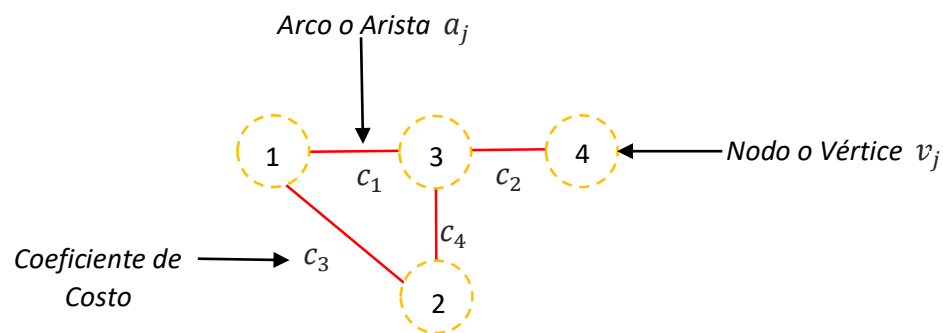 Arco o Arista a_j
1
3
4
Nodo o Vértice v_j
c_1
c_2
c_4
Coeficiente de
Costo
c_3
2